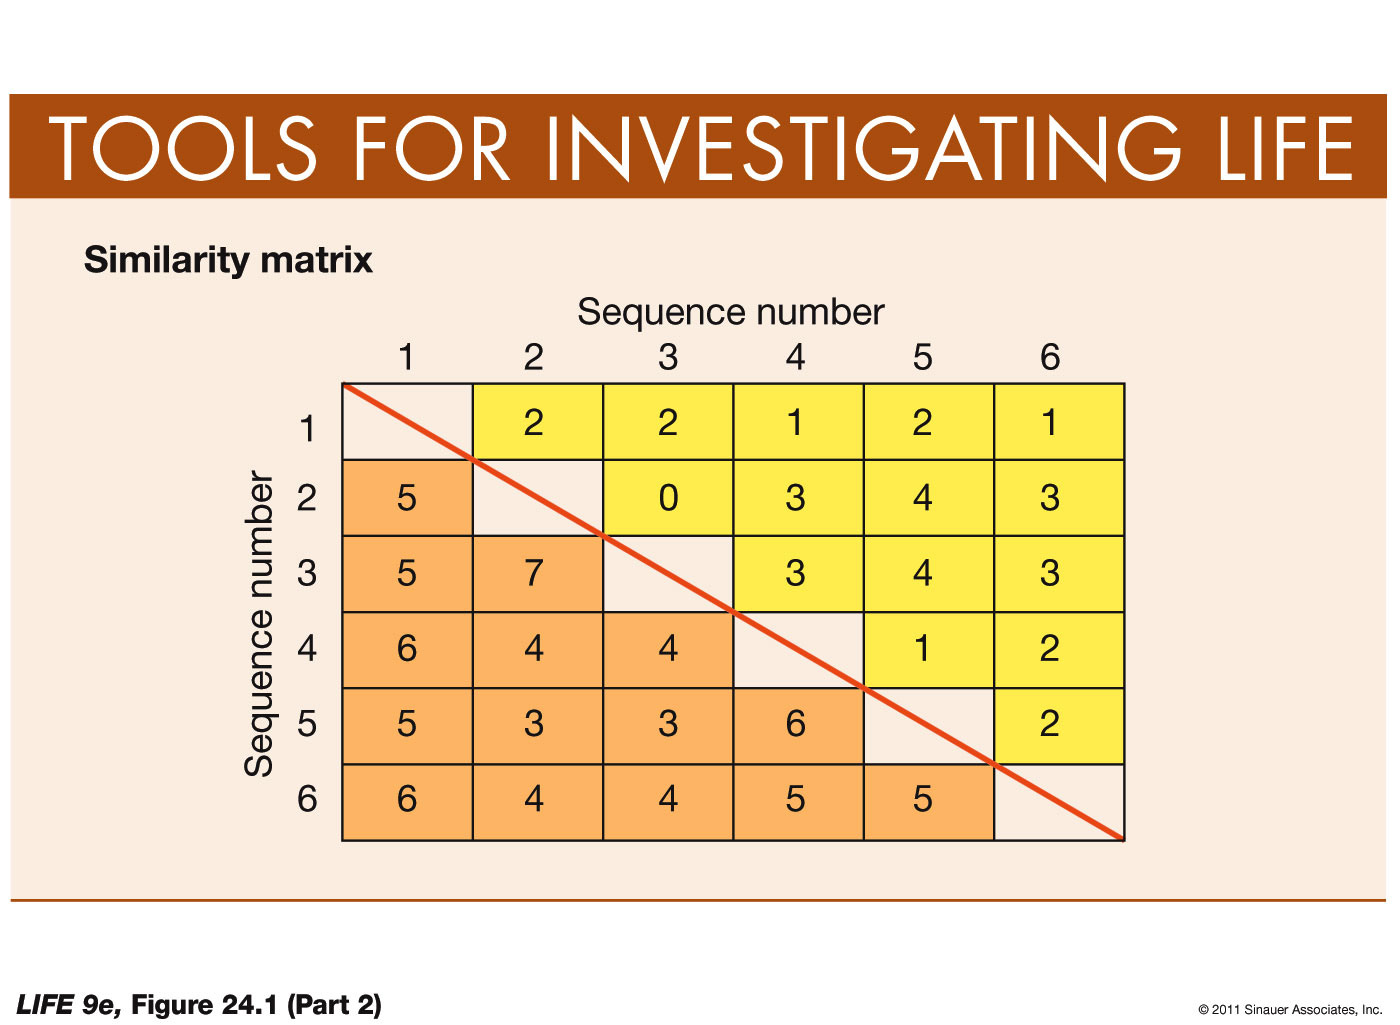 TOOLS FOR INVESTIGATING LIFE
Similarity matrix
Sequence number
1 2 3 4 5 6
Sequence number
1 2 2 1 2 1
2 5 0 3 4 3
3 5 7 3 4 3
4 6 4 4 1 2
5 5 3 3 6 2
6 6 4 4 5 5
LIFE 9e, Figure 24.1 (Part 2)
© 2011 Sinauer Associates, Inc.